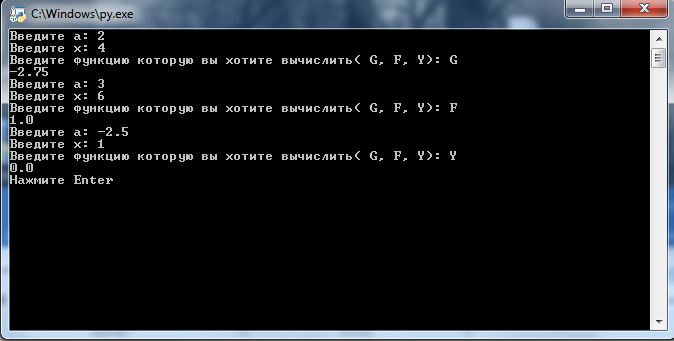 C:\Windows\py.exe
Введите a: 2
Введите x: 4
Введите функцию которую вы хотите вычислить( G, F, Y): G
-2.75
Введите a: 3
Введите x: 6
Введите функцию которую вы хотите вычислить( G, F, Y): F
1.0
Введите a: -2.5
Введите x: 1
Введите функцию которую вы хотите вычислить( G, F, Y): Y
0.0
Нажмите Enter